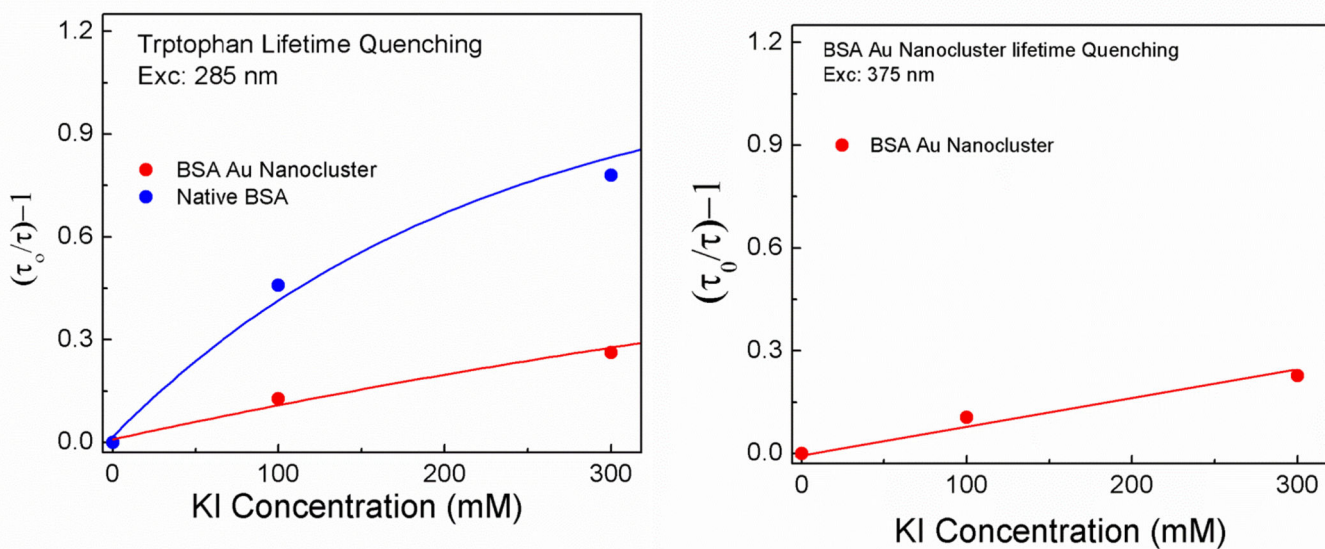 Trptophan Lifetime Quenching
Exc: 285 nm
BSA Au Nanocluster
Native BSA
(τₒ/τ)−1
1.2
0.9
0.6
0.3
0.0
0
100
200
300
KI Concentration (mM)
BSA Au Nanocluster lifetime Quenching
Exc: 375 nm
BSA Au Nanocluster
(τ₀/τ)−1
1.2
0.9
0.6
0.3
0.0
0
100
200
300
KI Concentration (mM)